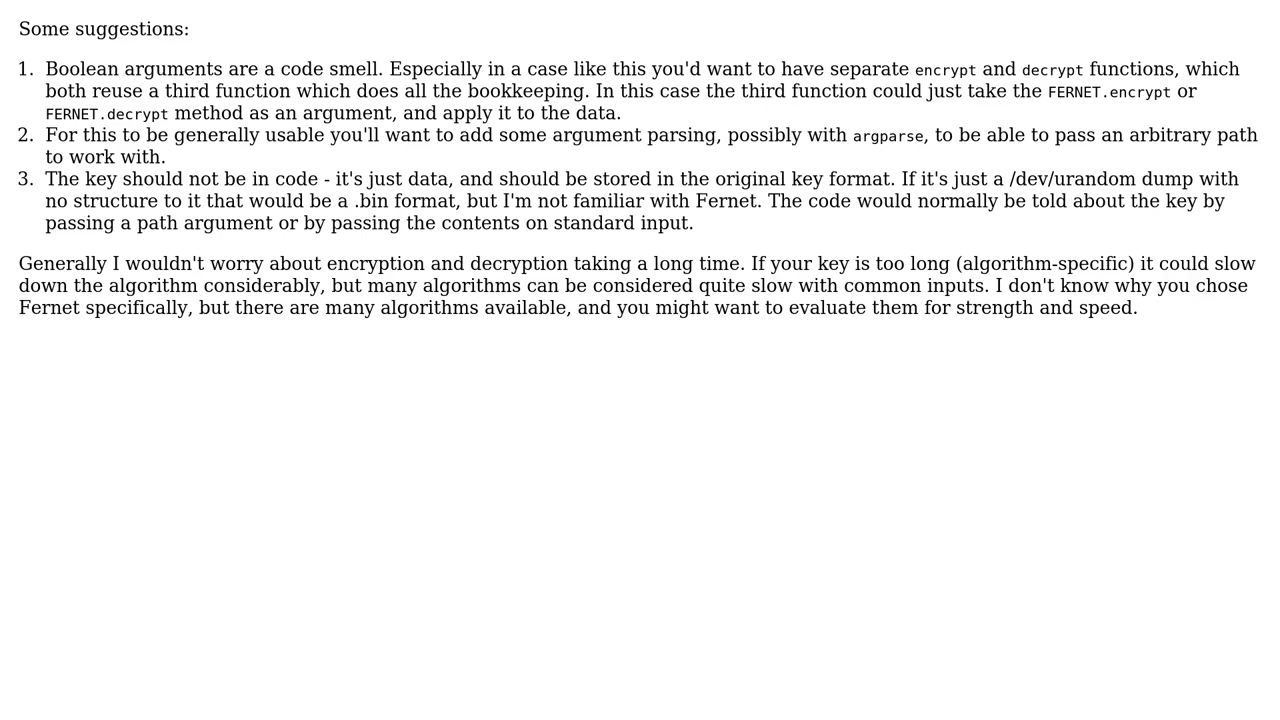 Some suggestions:
1. Boolean arguments are a code smell. Especially in a case like this you'd want to have separate encrypt and decrypt functions, which
both reuse a third function which does all the bookkeeping. In this case the third function could just take the FERNET.encrypt or
FERNET.decrypt method as an argument, and apply it to the data.
2. For this to be generally usable you'll want to add some argument parsing, possibly with argparse, to be able to pass an arbitrary path
to work with.
3. The key should not be in code - it's just data, and should be stored in the original key format. If it's just a /dev/urandom dump with
no structure to it that would be a .bin format, but I'm not familiar with Fernet. The code would normally be told about the key by
passing a path argument or by passing the contents on standard input.
Generally I wouldn't worry about encryption and decryption taking a long time. If your key is too long (algorithm-specific) it could slow
down the algorithm considerably, but many algorithms can be considered quite slow with common inputs. I don't know why you chose
Fernet specifically, but there are many algorithms available, and you might want to evaluate them for strength and speed.